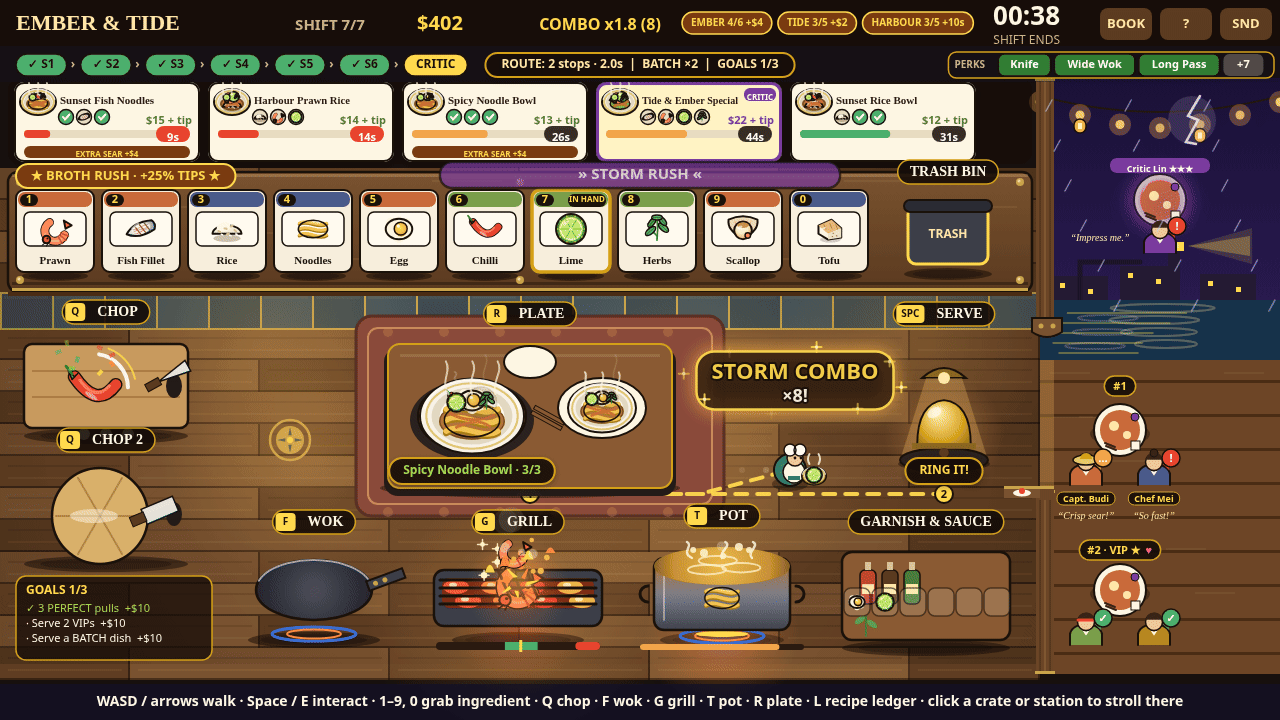 EMBER & TIDE
SHIFT 7/7
$402
COMBO x1.8 (8)
EMBER 4/6 +$4
TIDE 3/5 +$2
HARBOUR 3/5 +10s
00:38
SHIFT ENDS
BOOK
?
SND
✓ S1 › ✓ S2 › ✓ S3 › ✓ S4 › ✓ S5 › ✓ S6 › CRITIC
ROUTE: 2 stops · 2.0s | BATCH ×2 | GOALS 1/3
PERKS
Knife
Wide Wok
Long Pass
+7
Sunset Fish Noodles
$15 + tip
9s
EXTRA SEAR +$4
Harbour Prawn Rice
$14 + tip
14s
Spicy Noodle Bowl
$13 + tip
26s
EXTRA SEAR +$4
Tide & Ember Special
CRITIC
$22 + tip
44s
Sunset Rice Bowl
$15 + tip
31s
★ BROTH RUSH · +25% TIPS ★
» STORM RUSH «
TRASH BIN
1
Prawn
2
Fish Fillet
3
Rice
4
Noodles
5
Egg
6
Chilli
7
IN HAND
Lime
8
Herbs
9
Scallop
0
Tofu
TRASH
Critic Lin ★★★
!
“Impress me.”
Q CHOP
R PLATE
SPC SERVE
STORM COMBO
×8!
Q CHOP 2
Spicy Noodle Bowl · 3/3
RING IT!
2
#1
...
!
Capt. Budi
Chef Mei
“Crisp sear!”
“So fast!”
F WOK
G GRILL
T POT
GARNISH & SAUCE
#2 · VIP ★ ♥
✓
✓
GOALS 1/3
✓ 3 PERFECT pulls +$10
· Serve 2 VIPs +$10
· Serve a BATCH dish +$10
WASD / arrows walk · Space / E interact · 1–9, 0 grab ingredient · Q chop · F wok · G grill · T pot · R plate · L recipe ledger · click a crate or station to stroll there